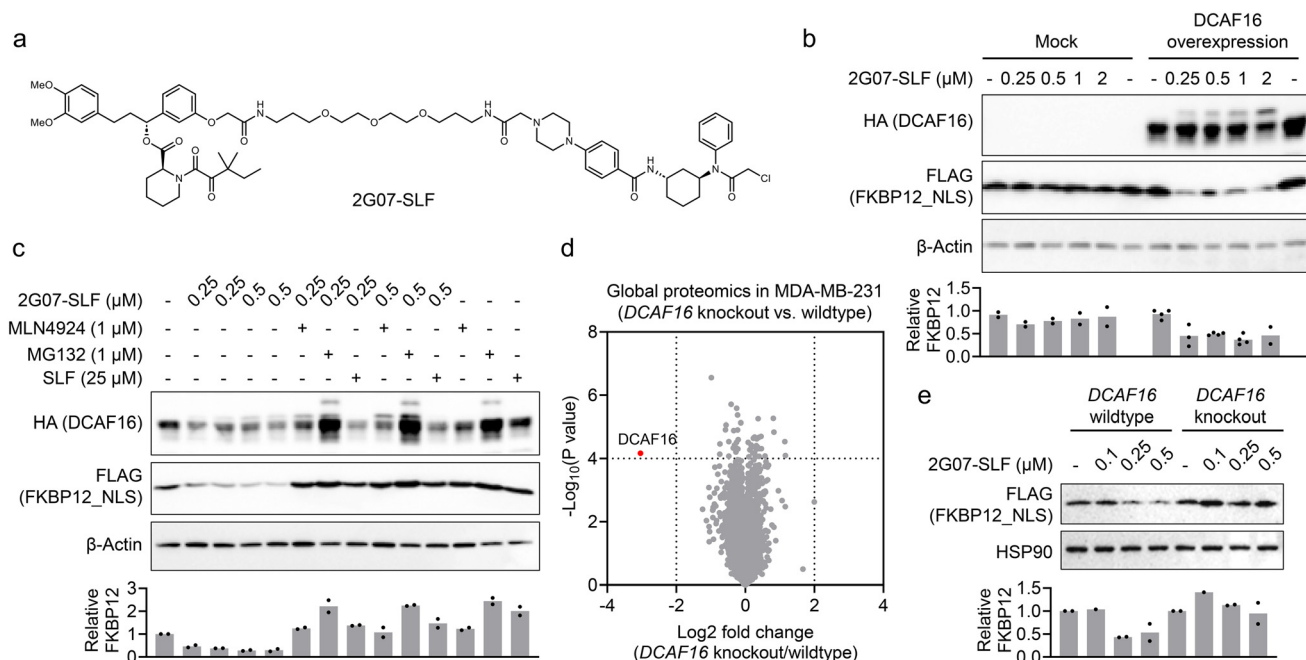 a
MeO
MeO
O
O
O
N
O
O
O
H
N
O
O
O
O
H
N
O
N
N
O
H
N
N
O
Cl
2G07-SLF
b
Mock
DCAF16
overexpression
2G07-SLF (μM)
- 0.25 0.5 1 2 - - 0.25 0.5 1 2 -
HA (DCAF16)
FLAG
(FKBP12_NLS)
β-Actin
Relative
FKBP12
1.5
1.0
0.5
0.0
c
2G07-SLF (μM) - 0.25 0.25 0.5 0.5 0.25 0.25 0.25 0.5 0.5 0.5 - - -
MLN4924 (1 μM) - - - - - + - - + - - + - -
MG132 (1 μM) - - - - - - + - - + - - + -
SLF (25 μM) - - - - - - - + - - + - - +
HA (DCAF16)
FLAG
(FKBP12_NLS)
β-Actin
Relative
FKBP12
3
2
1
0
d
Global proteomics in MDA-MB-231
(DCAF16 knockout vs. wildtype)
-Log10(P value)
8
6
4
2
0
DCAF16
-4 -2 0 2 4
Log2 fold change
(DCAF16 knockout/wildtype)
e
DCAF16
wildtype
DCAF16
knockout
2G07-SLF (μM) - 0.1 0.25 0.5 - 0.1 0.25 0.5
FLAG
(FKBP12_NLS)
HSP90
Relative
FKBP12
1.5
1.0
0.5
0.0